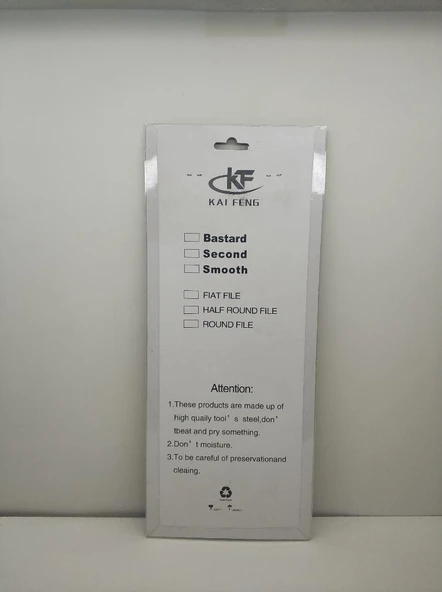 KF
KAI FENG
Bastard
Second
Smooth
FIAT FILE
HALF ROUND FILE
ROUND FILE
Attention:
1.These products are made up of
high quaily tooi's steel,don'
tbeat and pry something.
2.Don't moisture.
3.To be careful of preservationand
cleaing.